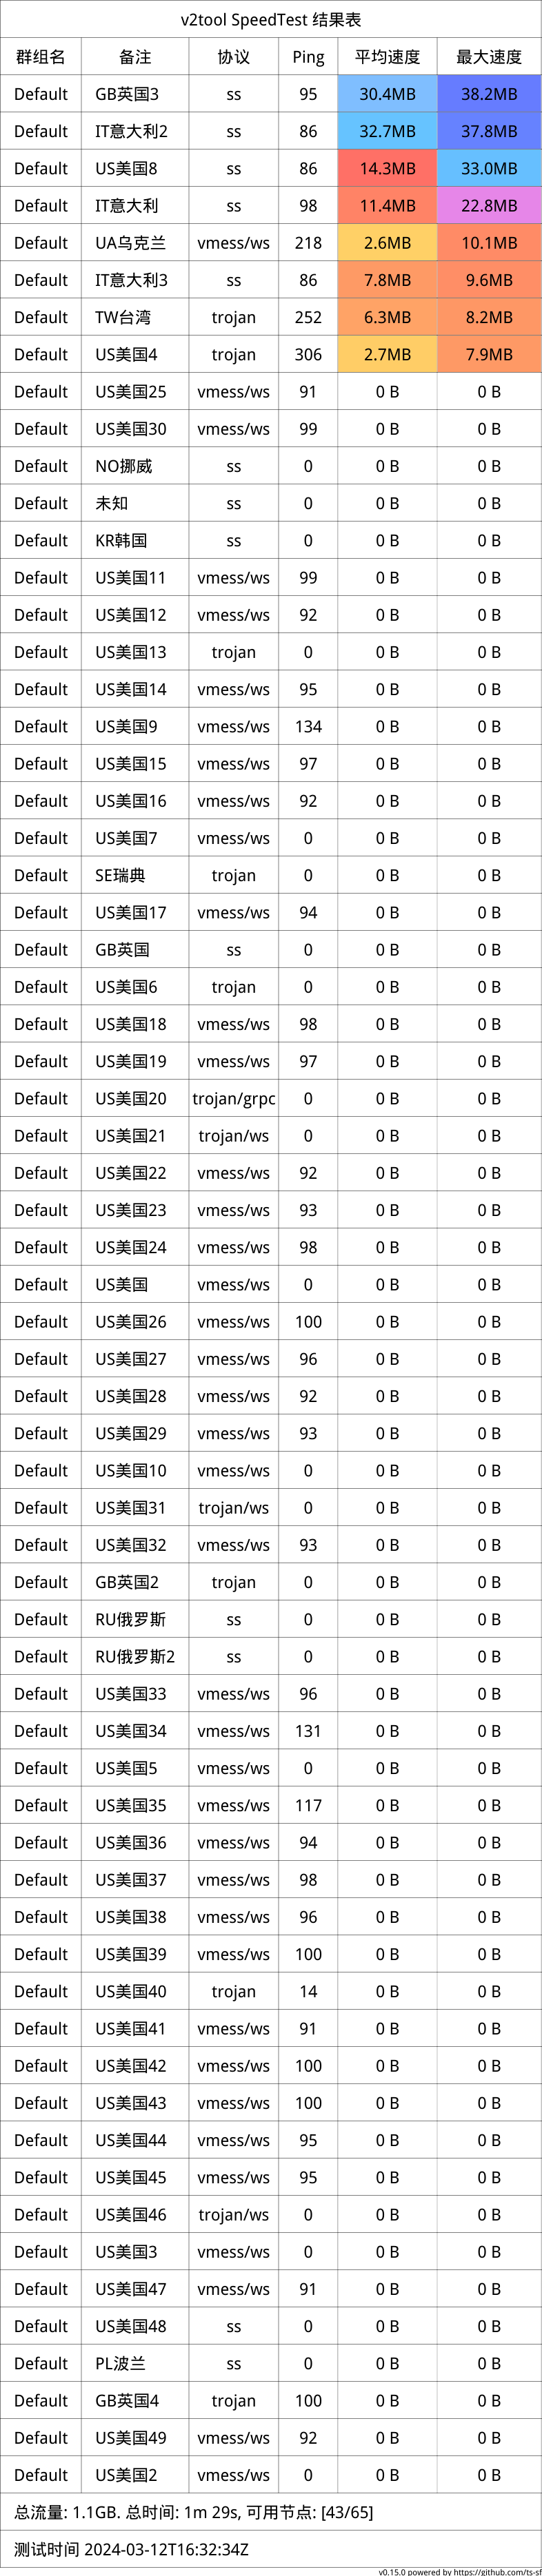 v2tool SpeedTest 结果表
群组名 备注 协议 Ping 平均速度 最大速度
Default GB英国3 ss 95 30.4MB 38.2MB
Default IT意大利2 ss 86 32.7MB 37.8MB
Default US美国8 ss 86 14.3MB 33.0MB
Default IT意大利 ss 98 11.4MB 22.8MB
Default UA乌克兰 vmess/ws 218 2.6MB 10.1MB
Default IT意大利3 ss 86 7.8MB 9.6MB
Default TW台湾 trojan 252 6.3MB 8.2MB
Default US美国4 trojan 306 2.7MB 7.9MB
Default US美国25 vmess/ws 91 0 B 0 B
Default US美国30 vmess/ws 99 0 B 0 B
Default NO挪威 ss 0 0 B 0 B
Default 未知 ss 0 0 B 0 B
Default KR韩国 ss 0 0 B 0 B
Default US美国11 vmess/ws 99 0 B 0 B
Default US美国12 vmess/ws 92 0 B 0 B
Default US美国13 trojan 0 0 B 0 B
Default US美国14 vmess/ws 95 0 B 0 B
Default US美国9 vmess/ws 134 0 B 0 B
Default US美国15 vmess/ws 97 0 B 0 B
Default US美国16 vmess/ws 92 0 B 0 B
Default US美国7 vmess/ws 0 0 B 0 B
Default SE瑞典 trojan 0 0 B 0 B
Default US美国17 vmess/ws 94 0 B 0 B
Default GB英国 ss 0 0 B 0 B
Default US美国6 trojan 0 0 B 0 B
Default US美国18 vmess/ws 98 0 B 0 B
Default US美国19 vmess/ws 97 0 B 0 B
Default US美国20 trojan/grpc 0 0 B 0 B
Default US美国21 trojan/ws 0 0 B 0 B
Default US美国22 vmess/ws 92 0 B 0 B
Default US美国23 vmess/ws 93 0 B 0 B
Default US美国24 vmess/ws 98 0 B 0 B
Default US美国 vmess/ws 0 0 B 0 B
Default US美国26 vmess/ws 100 0 B 0 B
Default US美国27 vmess/ws 96 0 B 0 B
Default US美国28 vmess/ws 92 0 B 0 B
Default US美国29 vmess/ws 93 0 B 0 B
Default US美国10 vmess/ws 0 0 B 0 B
Default US美国31 trojan/ws 0 0 B 0 B
Default US美国32 vmess/ws 93 0 B 0 B
Default GB英国2 trojan 0 0 B 0 B
Default RU俄罗斯 ss 0 0 B 0 B
Default RU俄罗斯2 ss 0 0 B 0 B
Default US美国33 vmess/ws 96 0 B 0 B
Default US美国34 vmess/ws 131 0 B 0 B
Default US美国5 vmess/ws 0 0 B 0 B
Default US美国35 vmess/ws 117 0 B 0 B
Default US美国36 vmess/ws 94 0 B 0 B
Default US美国37 vmess/ws 98 0 B 0 B
Default US美国38 vmess/ws 96 0 B 0 B
Default US美国39 vmess/ws 100 0 B 0 B
Default US美国40 trojan 14 0 B 0 B
Default US美国41 vmess/ws 91 0 B 0 B
Default US美国42 vmess/ws 100 0 B 0 B
Default US美国43 vmess/ws 100 0 B 0 B
Default US美国44 vmess/ws 95 0 B 0 B
Default US美国45 vmess/ws 95 0 B 0 B
Default US美国46 trojan/ws 0 0 B 0 B
Default US美国3 vmess/ws 0 0 B 0 B
Default US美国47 vmess/ws 91 0 B 0 B
Default US美国48 ss 0 0 B 0 B
Default PL波兰 ss 0 0 B 0 B
Default GB英国4 trojan 100 0 B 0 B
Default US美国49 vmess/ws 92 0 B 0 B
Default US美国2 vmess/ws 0 0 B 0 B
总流量: 1.1GB. 总时间: 1m 29s, 可用节点: [43/65]
测试时间 2024-03-12T16:32:34Z
v0.15.0 powered by https://github.com/ts-sf